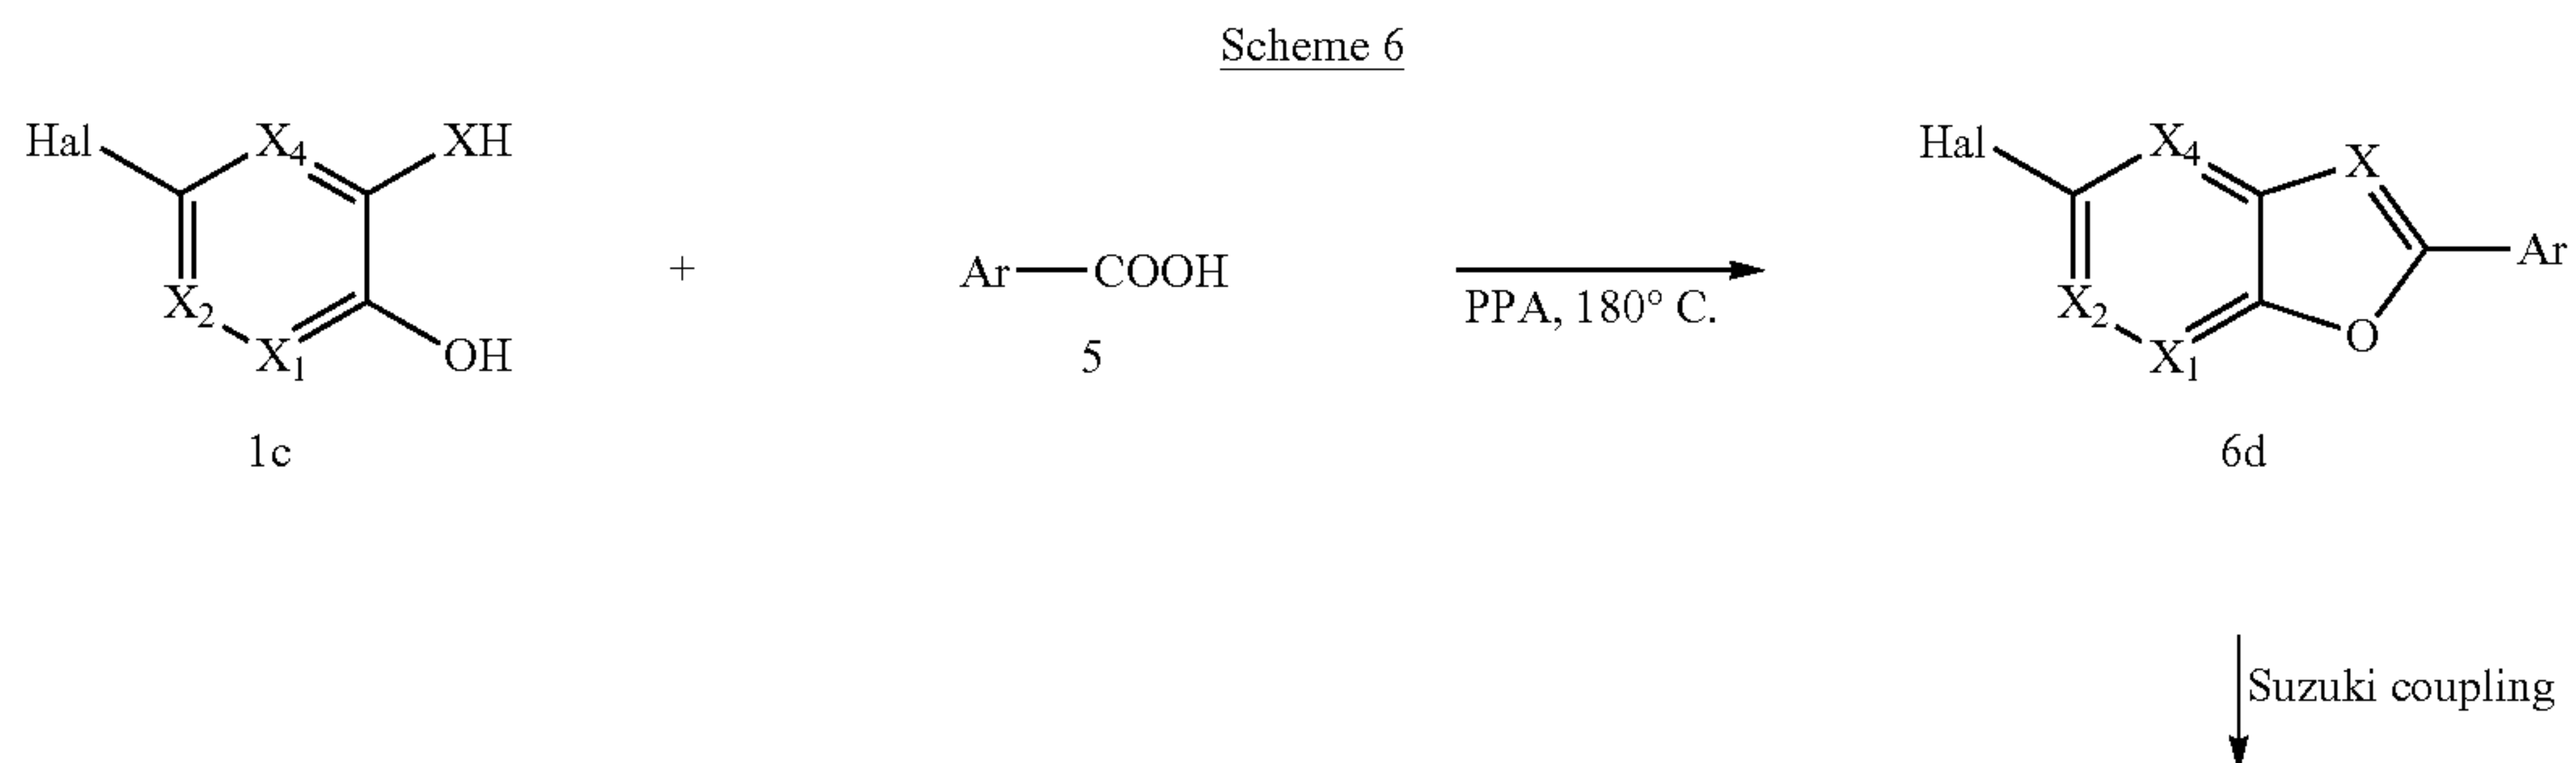 Scheme 6
Hal X₄ XH
X₂ X₁ OH
1c
+
Ar—COOH
5
PPA, 180° C.
Hal X₄ X Ar
X₂ X₁ O
6d
Suzuki coupling